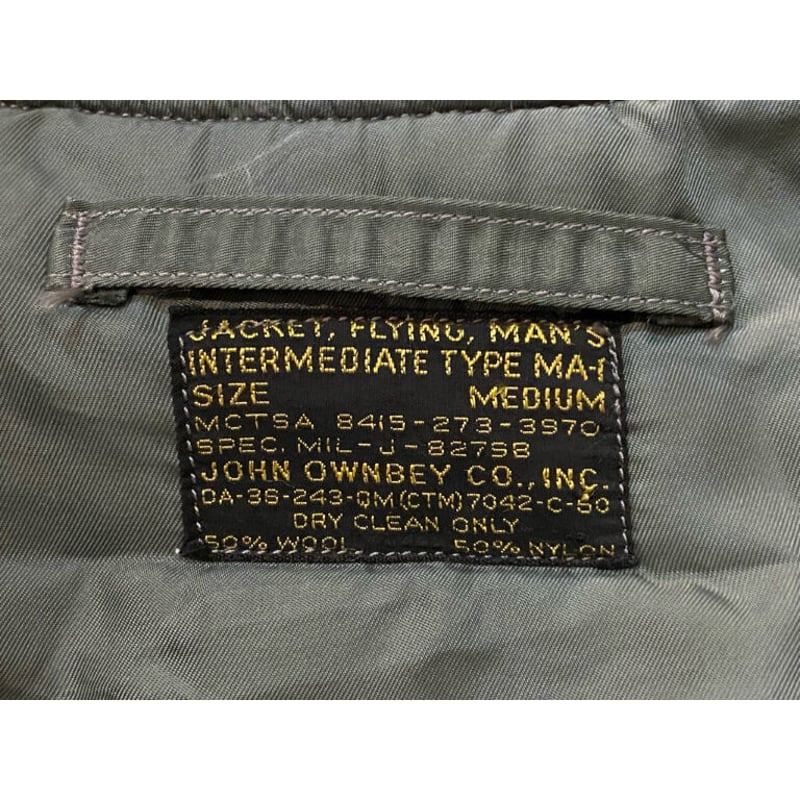 JACKET, FLYING, MAN'S
INTERMEDIATE TYPE MA-1
SIZE MEDIUM
MCTSA 8415-273-3970
SPEC. MIL-J-8279B
JOHN OWNBEY CO., INC.
DA-36-243-QM(CTM)7042-C-60
DRY CLEAN ONLY
50% WOOL 50% NYLON